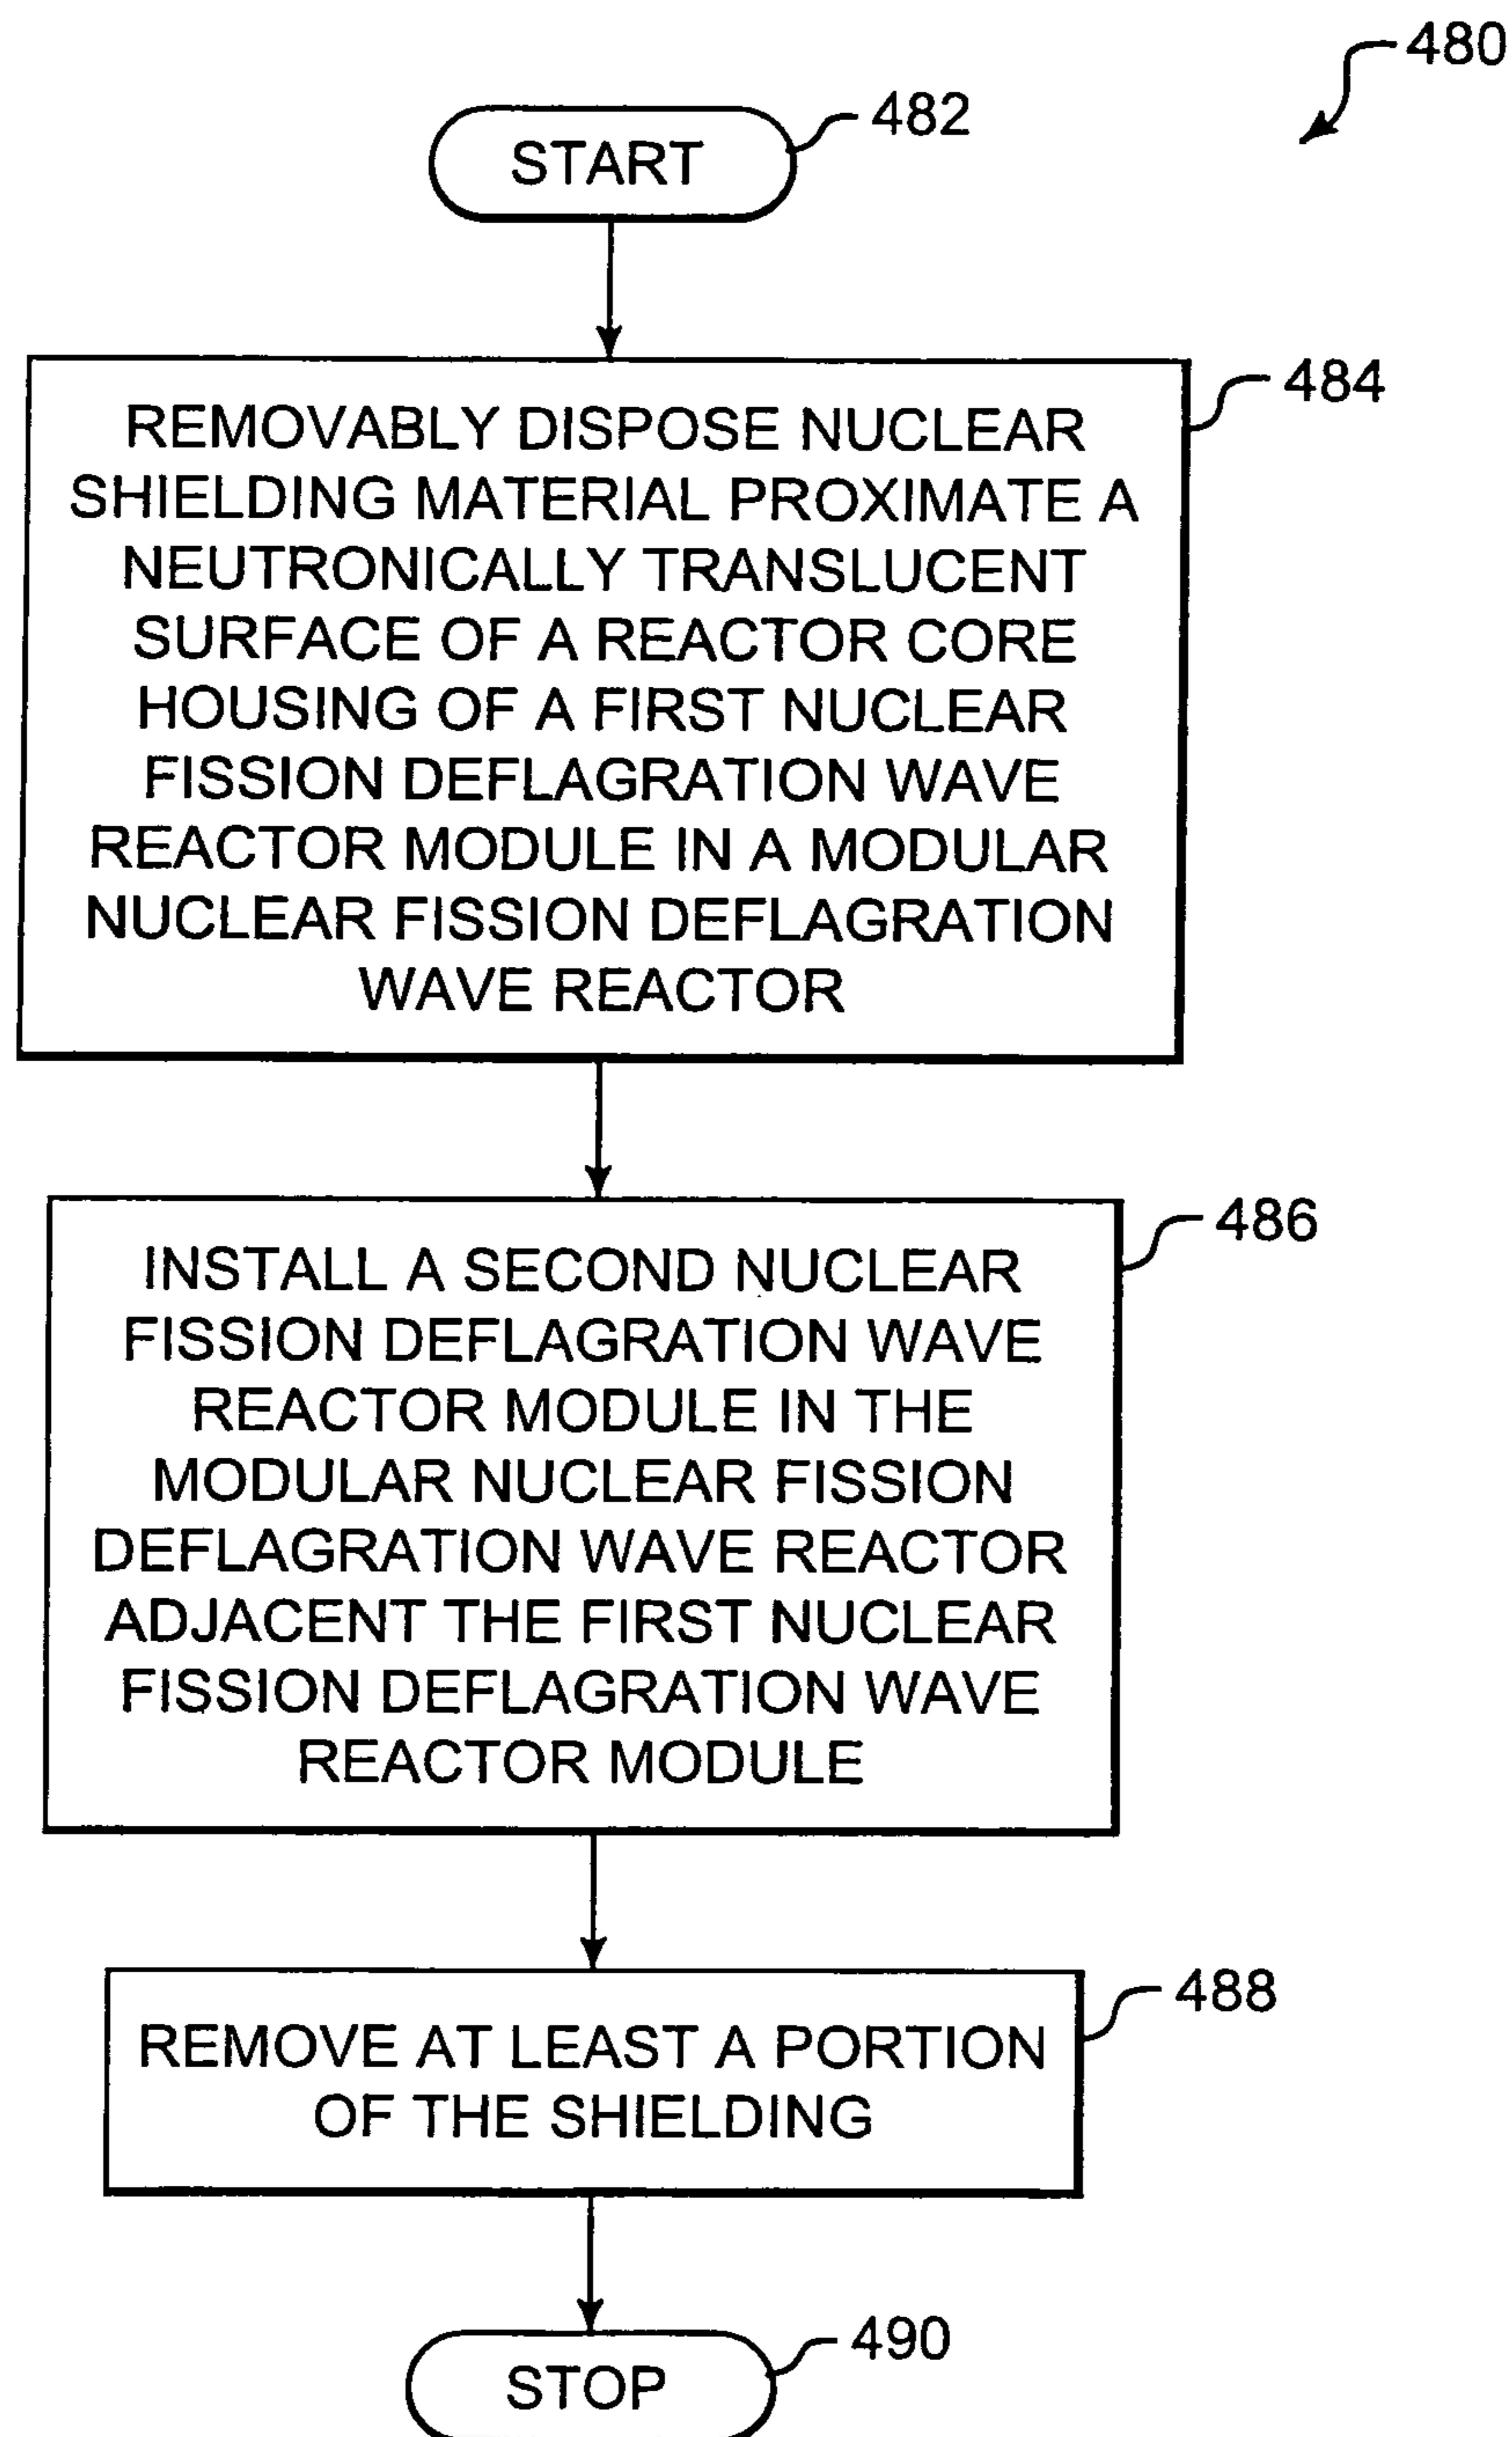 480
START
482
REMOVABLY DISPOSE NUCLEAR
SHIELDING MATERIAL PROXIMATE A
NEUTRONICALLY TRANSLUCENT
SURFACE OF A REACTOR CORE
HOUSING OF A FIRST NUCLEAR
FISSION DEFLAGRATION WAVE
REACTOR MODULE IN A MODULAR
NUCLEAR FISSION DEFLAGRATION
WAVE REACTOR
484
INSTALL A SECOND NUCLEAR
FISSION DEFLAGRATION WAVE
REACTOR MODULE IN THE
MODULAR NUCLEAR FISSION
DEFLAGRATION WAVE REACTOR
ADJACENT THE FIRST NUCLEAR
FISSION DEFLAGRATION WAVE
REACTOR MODULE
486
REMOVE AT LEAST A PORTION
OF THE SHIELDING
488
STOP
490